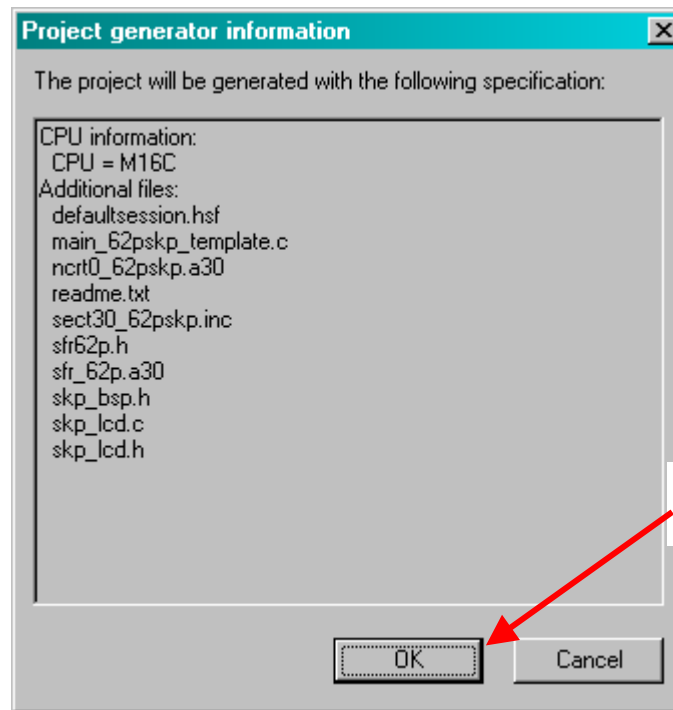 Project generator information
The project will be generated with the following specification:
CPU information:
CPU = M16C
Additional files:
defaultsession.hsf
main_62pskp_template.c
ncrt0_62pskp.a30
readme.txt
sect30_62pskp.inc
sfr62p.h
sfr_62p.a30
skp_bsp.h
skp_lcd.c
skp_lcd.h
OK Cancel